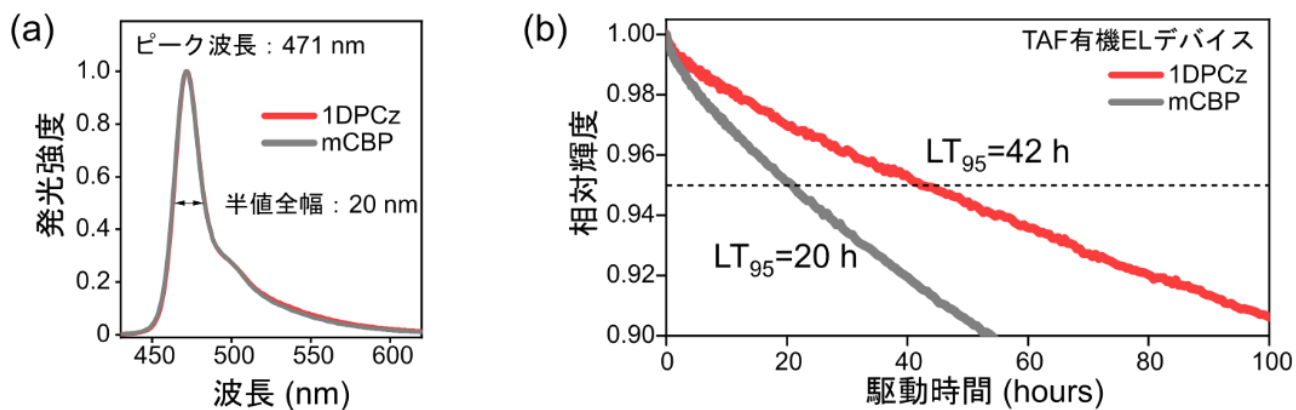 (a)
ピーク波長：471 nm
1DPCz
mCBP
半値全幅：20 nm
発光強度
1.0
0.8
0.6
0.4
0.2
0
450 500 550 600
波長 (nm)
(b)
TAF有機ELデバイス
1DPCz
mCBP
LT95=42 h
LT95=20 h
相対輝度
1.00
0.98
0.96
0.94
0.92
0.90
0 20 40 60 80 100
駆動時間 (hours)